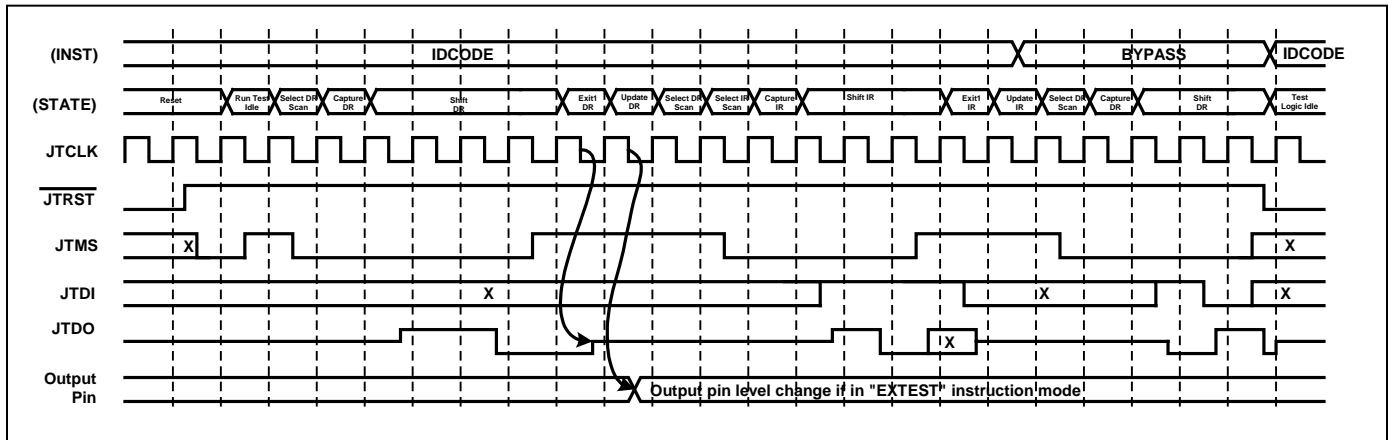 (INST) IDCODE BYPASS IDCODE
(STATE) Reset Run Test Idle Select DR Scan Capture DR Shift DR Exit1 DR Update DR Select DR Scan Select IR Scan Capture IR Shift IR Exit1 IR Update IR Select DR Scan Capture DR Shift DR Test Logic Idle
JTCLK
JTRST
JTMS X X
JTDI X X X
JTDO X
Output Pin Output pin level change if in "EXTEST" instruction mode